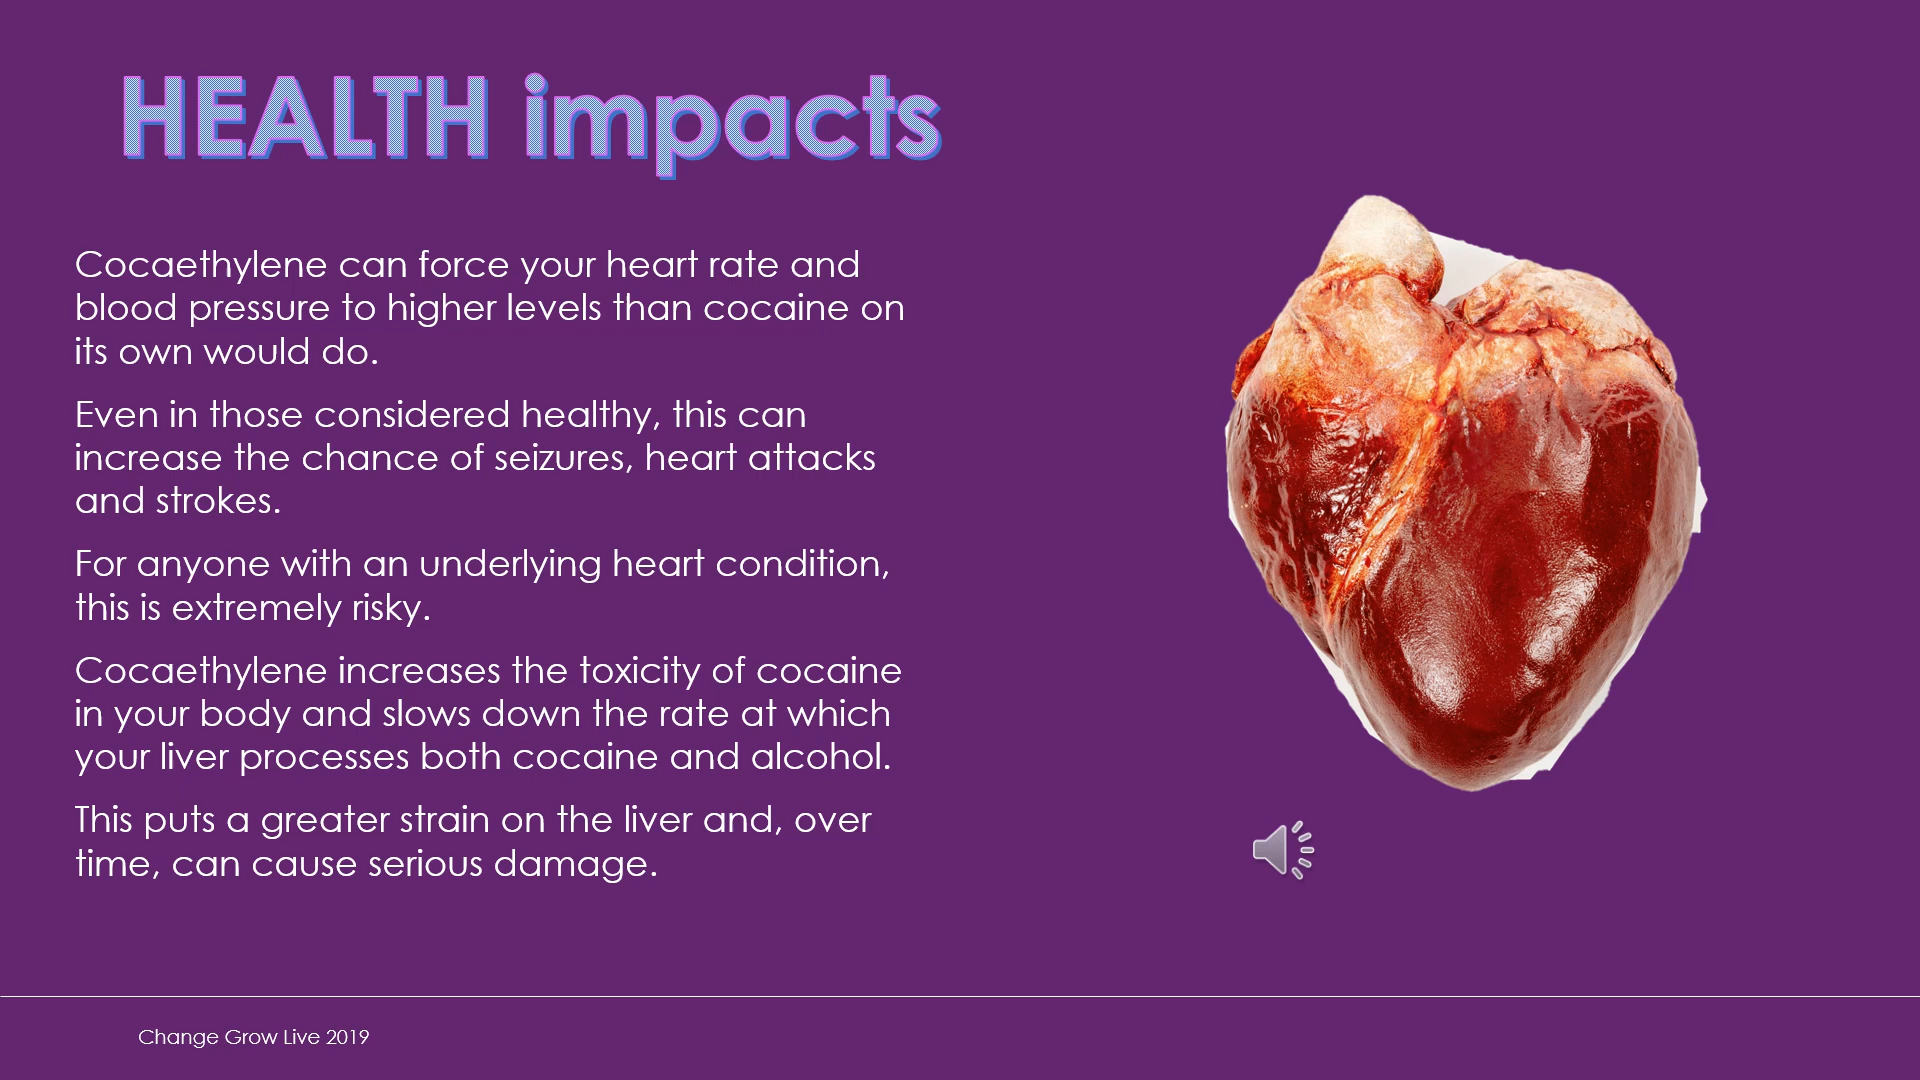 HEALTH impacts
Cocaethylene can force your heart rate and
blood pressure to higher levels than cocaine on
its own would do.
Even in those considered healthy, this can
increase the chance of seizures, heart attacks
and strokes.
For anyone with an underlying heart condition,
this is extremely risky.
Cocaethylene increases the toxicity of cocaine
in your body and slows down the rate at which
your liver processes both cocaine and alcohol.
This puts a greater strain on the liver and, over
time, can cause serious damage.
Change Grow Live 2019